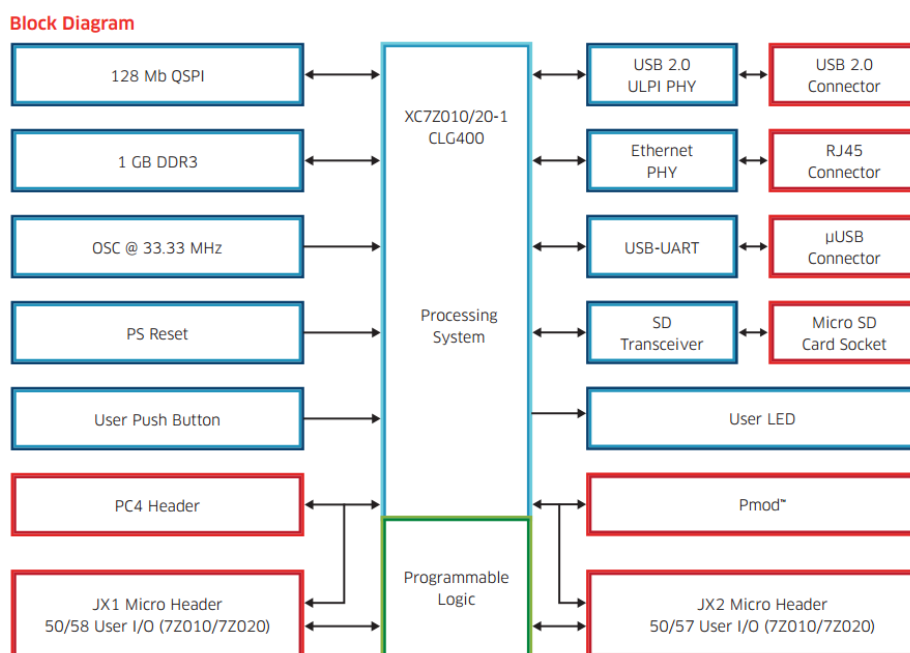 Block Diagram
128 Mb QSPI
1 GB DDR3
OSC @ 33.33 MHz
PS Reset
User Push Button
PC4 Header
JX1 Micro Header
50/58 User I/O (7Z010/7Z020)
XC7Z010/20-1
CLG400
Processing
System
Programmable
Logic
USB 2.0
ULPI PHY
USB 2.0
Connector
Ethernet
PHY
RJ45
Connector
USB-UART
µUSB
Connector
SD
Transceiver
Micro SD
Card Socket
User LED
Pmod™
JX2 Micro Header
50/57 User I/O (7Z010/7Z020)